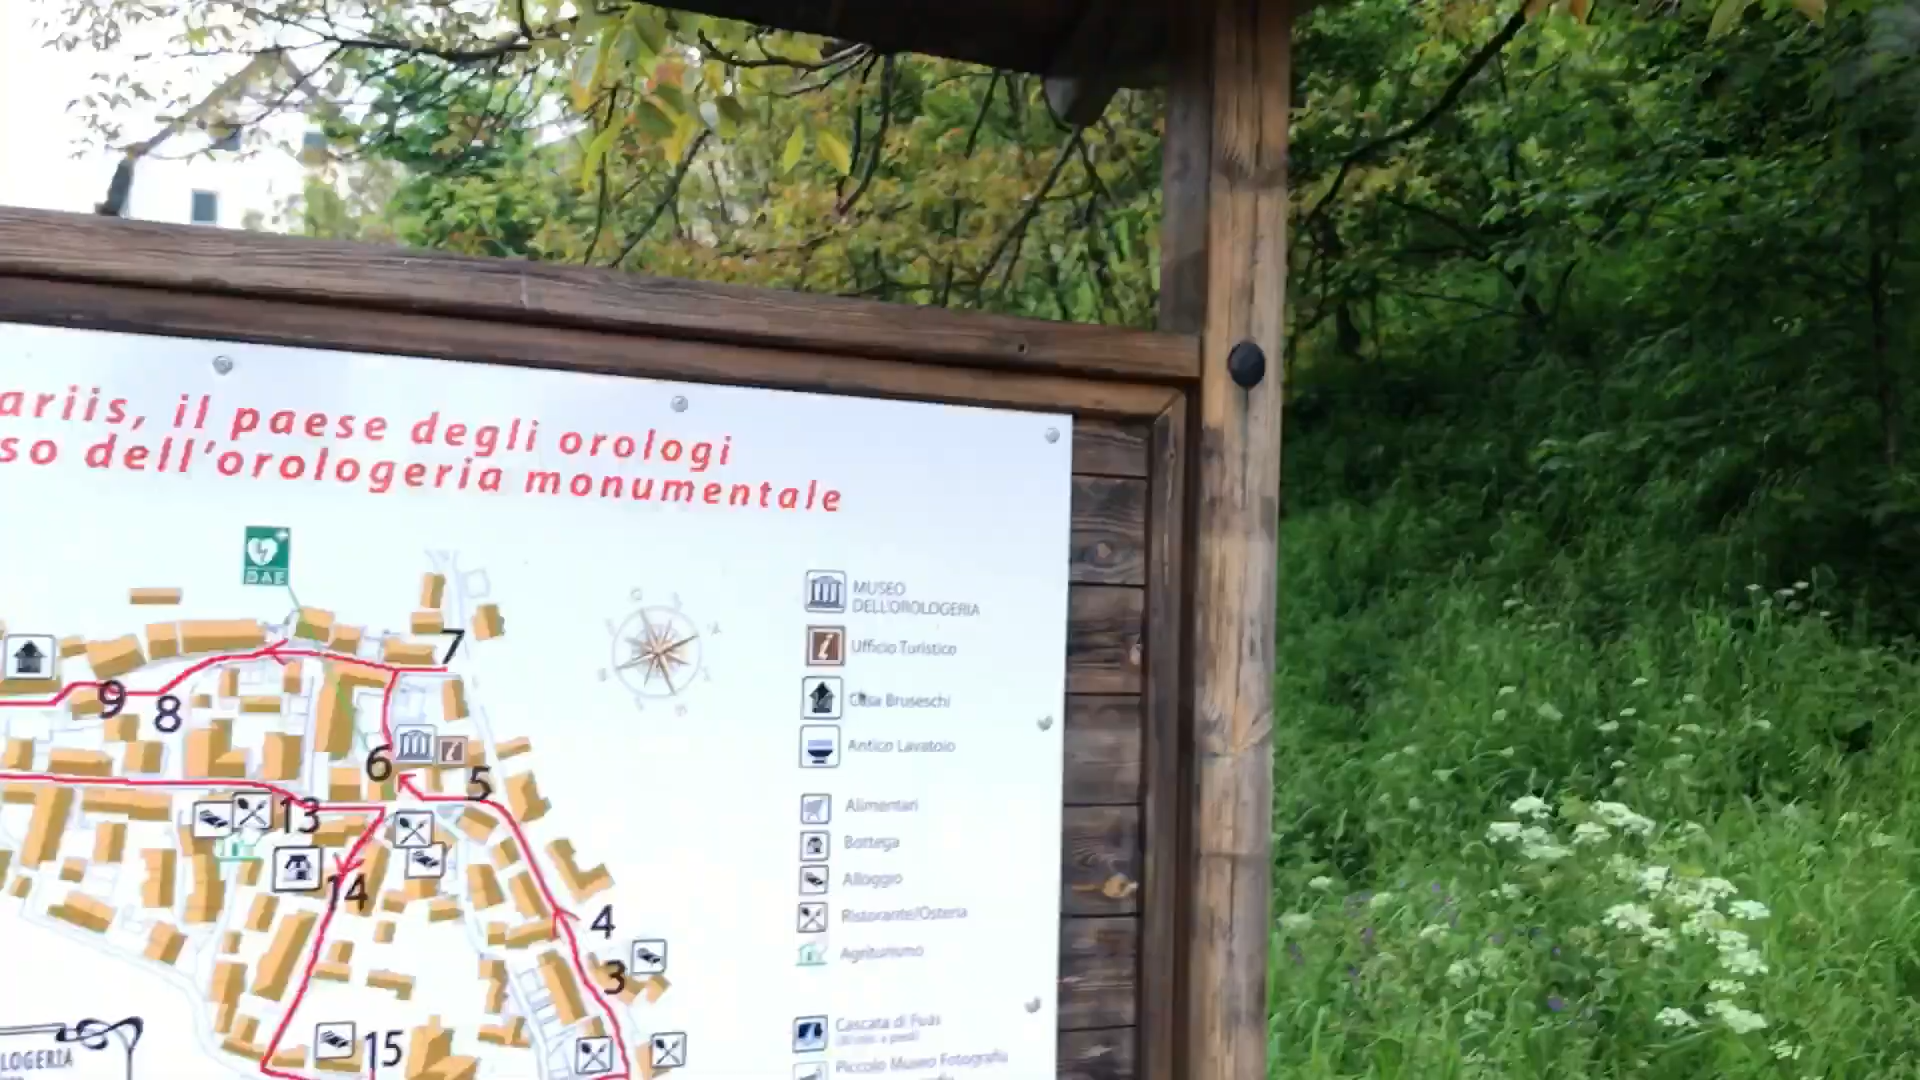 ariis, il paese degli orologi
so dell'orologeria monumentale
DAE
MUSEO
DELL'OROLOGERIA
Ufficio Turistico
Casa Bruseschi
Antico Lavatoio
Alimentari
Bottega
Alloggio
Ristorante/Osteria
Agriturismo
Cascata di Fuas
Piccolo Museo Fotografia
7
9
8
6
5
13
14
4
3
15
LOGERIA